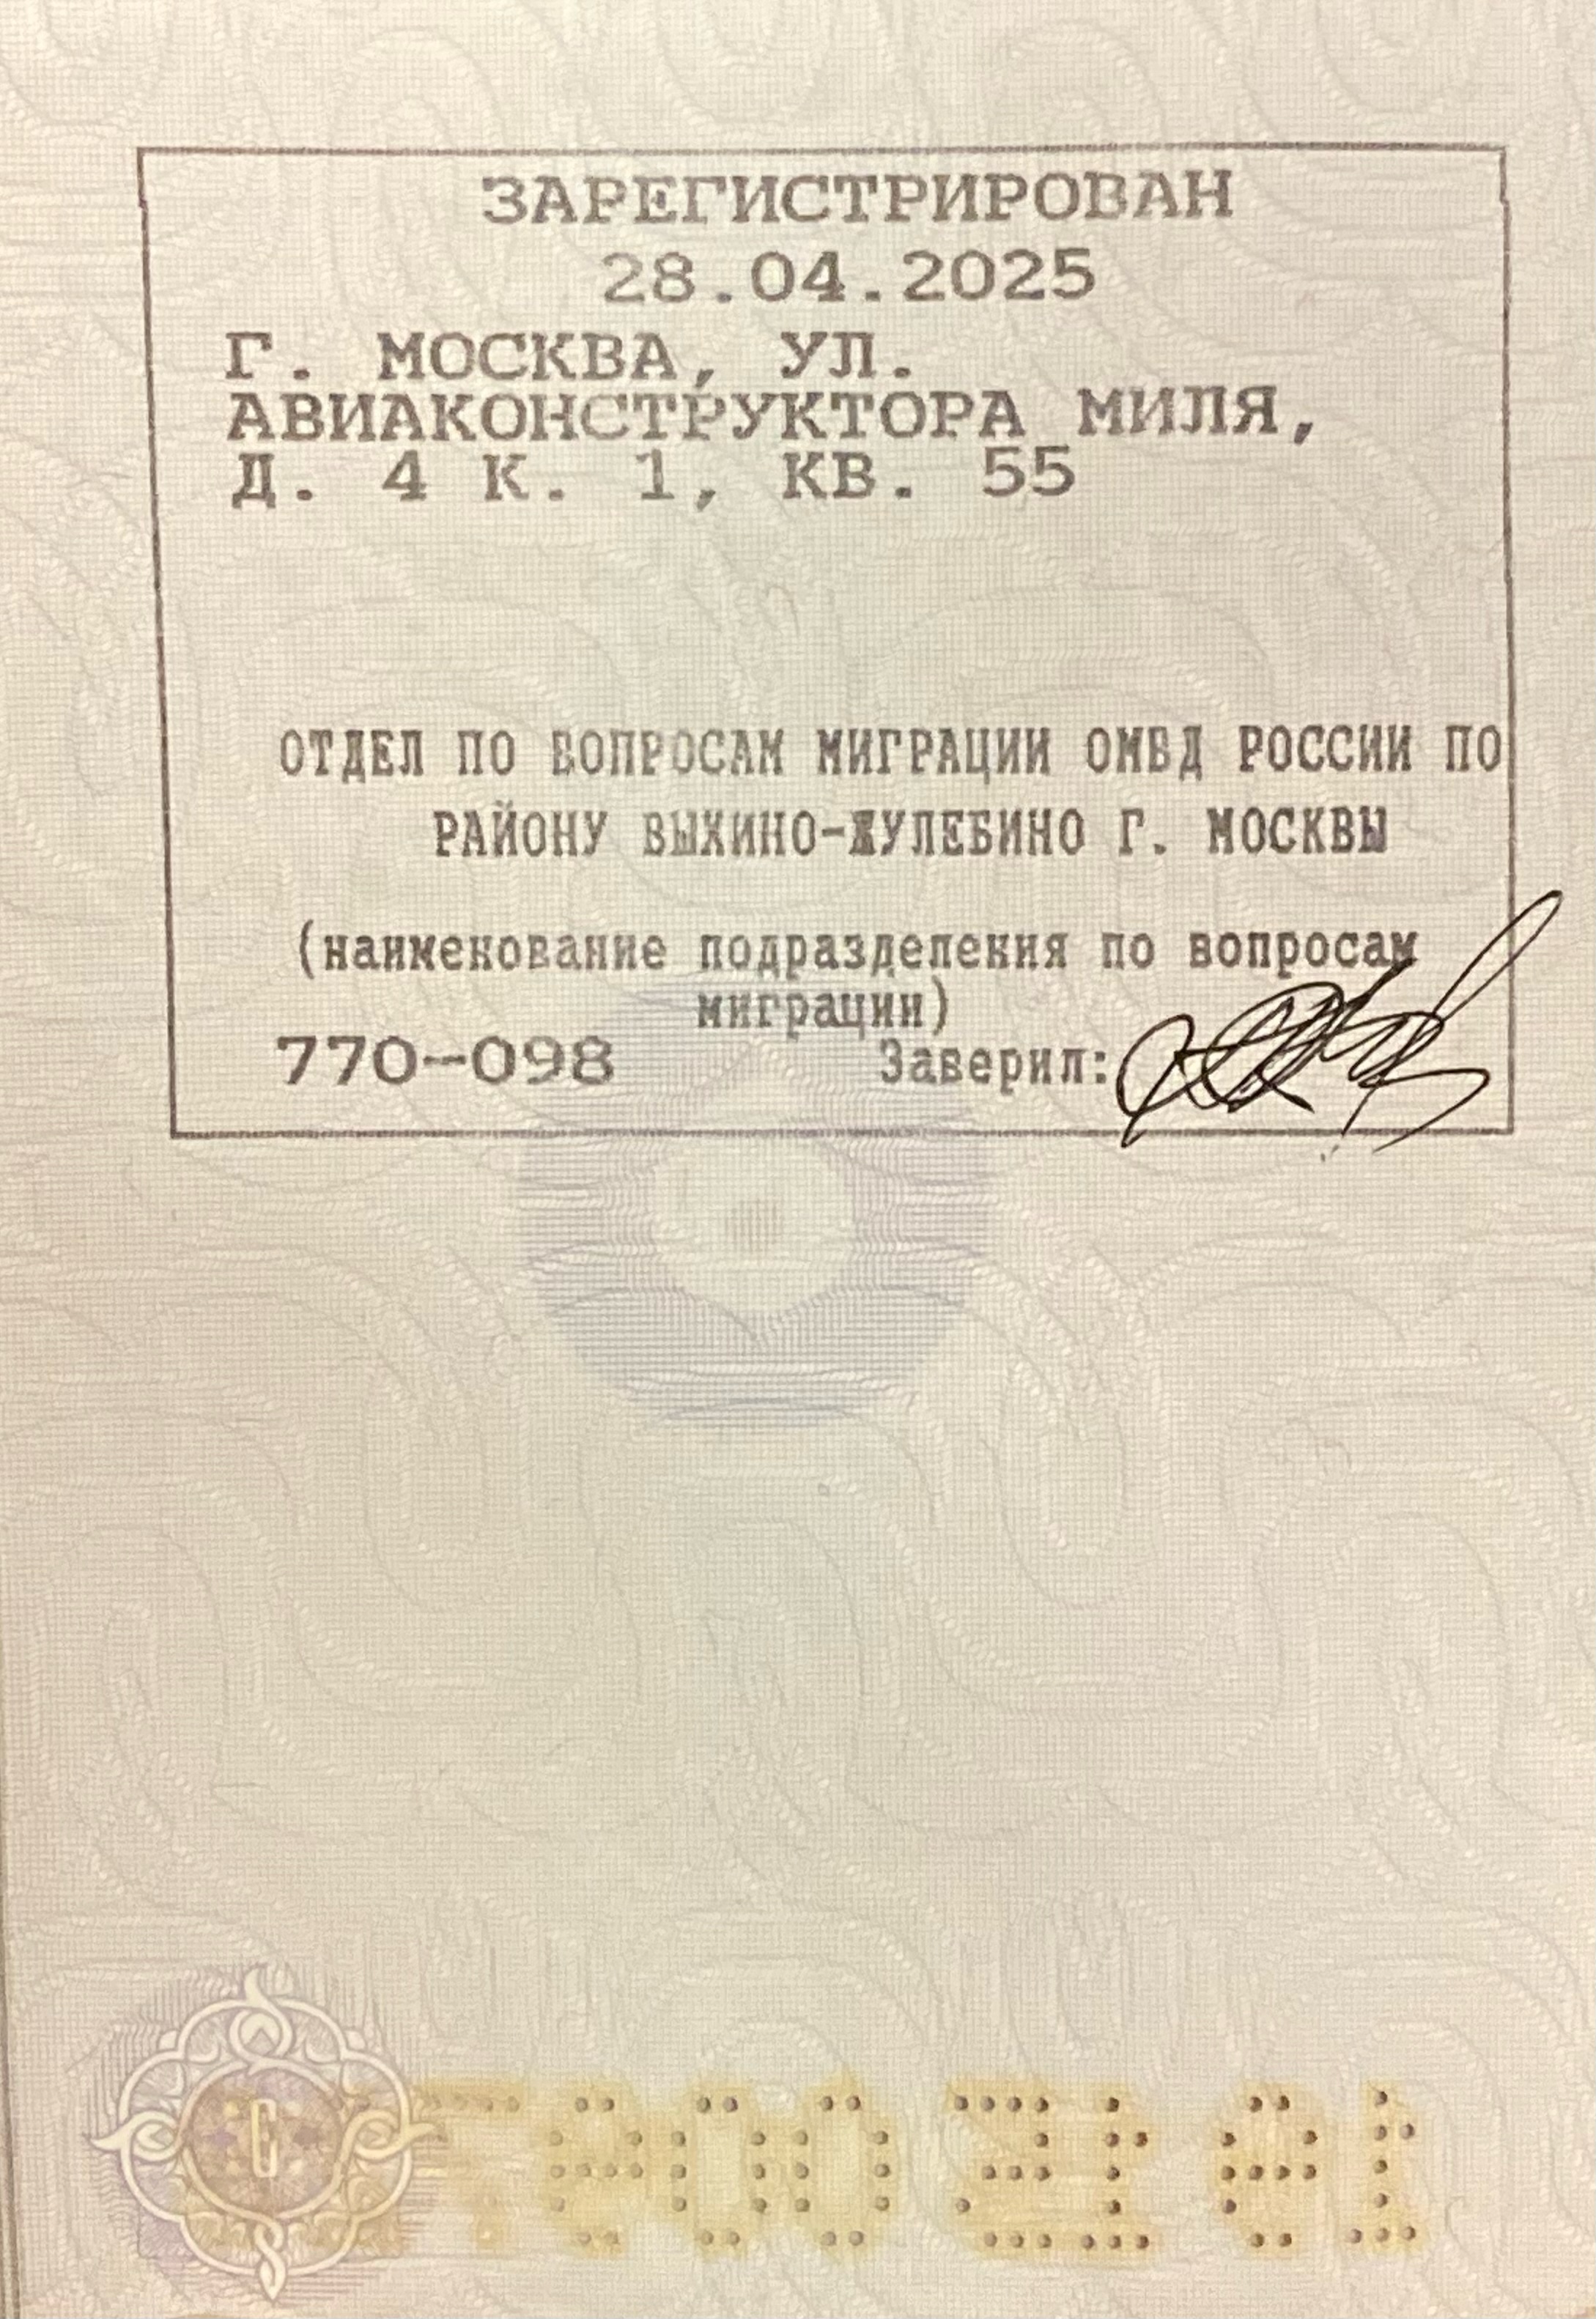 ЗАРЕГИСТРИРОВАН
28.04.2025
Г. МОСКВА, УЛ.
АВИАКОНСТРУКТОРА МИЛЯ,
Д. 4 К. 1, КВ. 55
ОТДЕЛ ПО ВОПРОСАМ МИГРАЦИИ ОМВД РОССИИ ПО
РАЙОНУ ВЫХИНО-ЖУЛЕБИНО Г. МОСКВЫ
(наименование подразделения по вопросам
миграции)
770-098 Заверил: